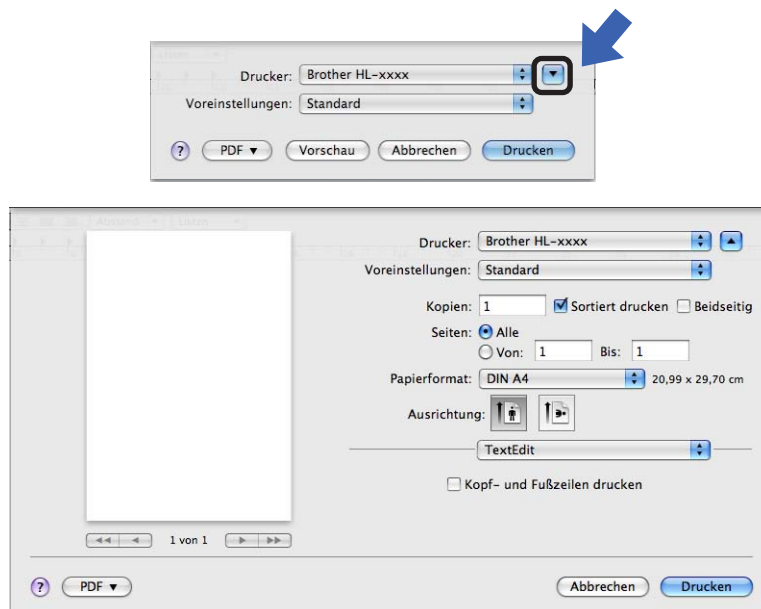 Drucker: Brother HL-xxxx
Voreinstellungen: Standard
? PDF ▼ Vorschau Abbrechen Drucken
Drucker: Brother HL-xxxx
Voreinstellungen: Standard
Kopien: 1 Sortiert drucken Beidseitig
Seiten: Alle
Von: 1 Bis: 1
Papierformat: DIN A4 20,99 x 29,70 cm
Ausrichtung:
TextEdit
Kopf- und Fußzeilen drucken
1 von 1
? PDF ▼ Abbrechen Drucken